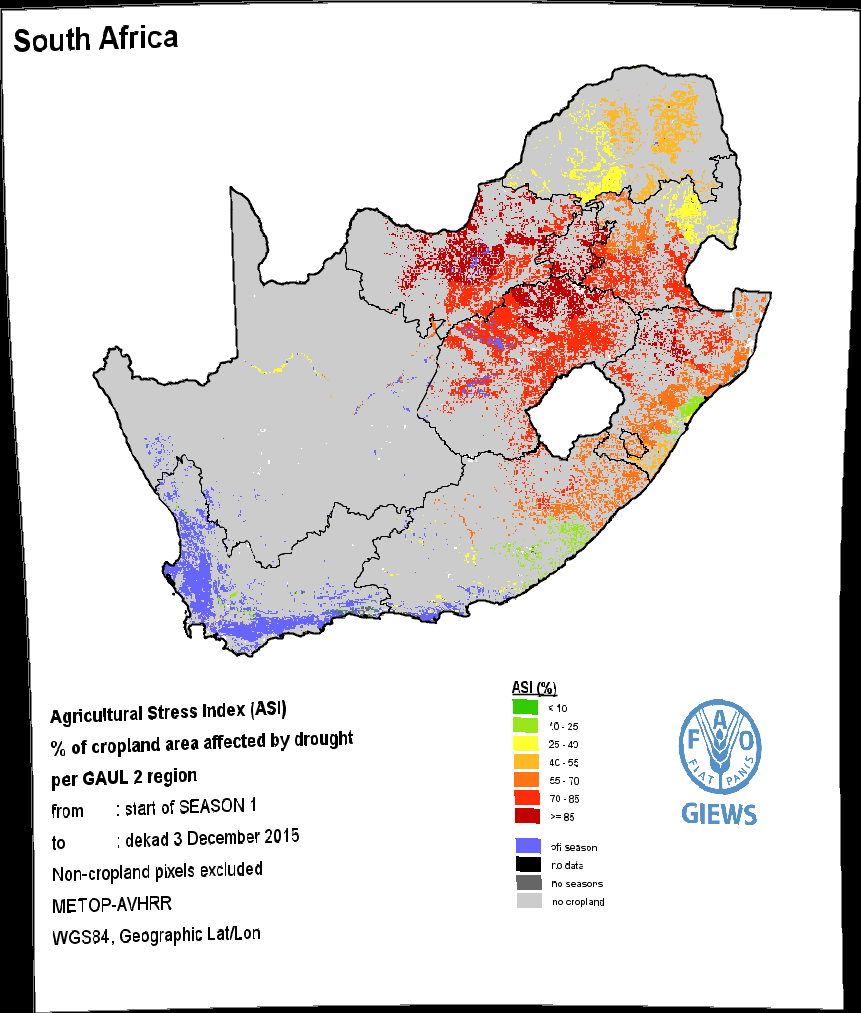 South Africa
Agricultural Stress Index (ASI)
% of cropland area affected by drought
per GAUL 2 region
from : start of SEASON 1
to : dekad 3 December 2015
Non-cropland pixels excluded
METOP-AVHRR
WGS84, Geographic Lat/Lon
ASI (%)
< 10
10 - 25
25 - 40
40 - 55
55 - 70
70 - 85
>= 85
off season
no data
no seasons
no cropland
F A O
FIAT PANIS
GIEWS